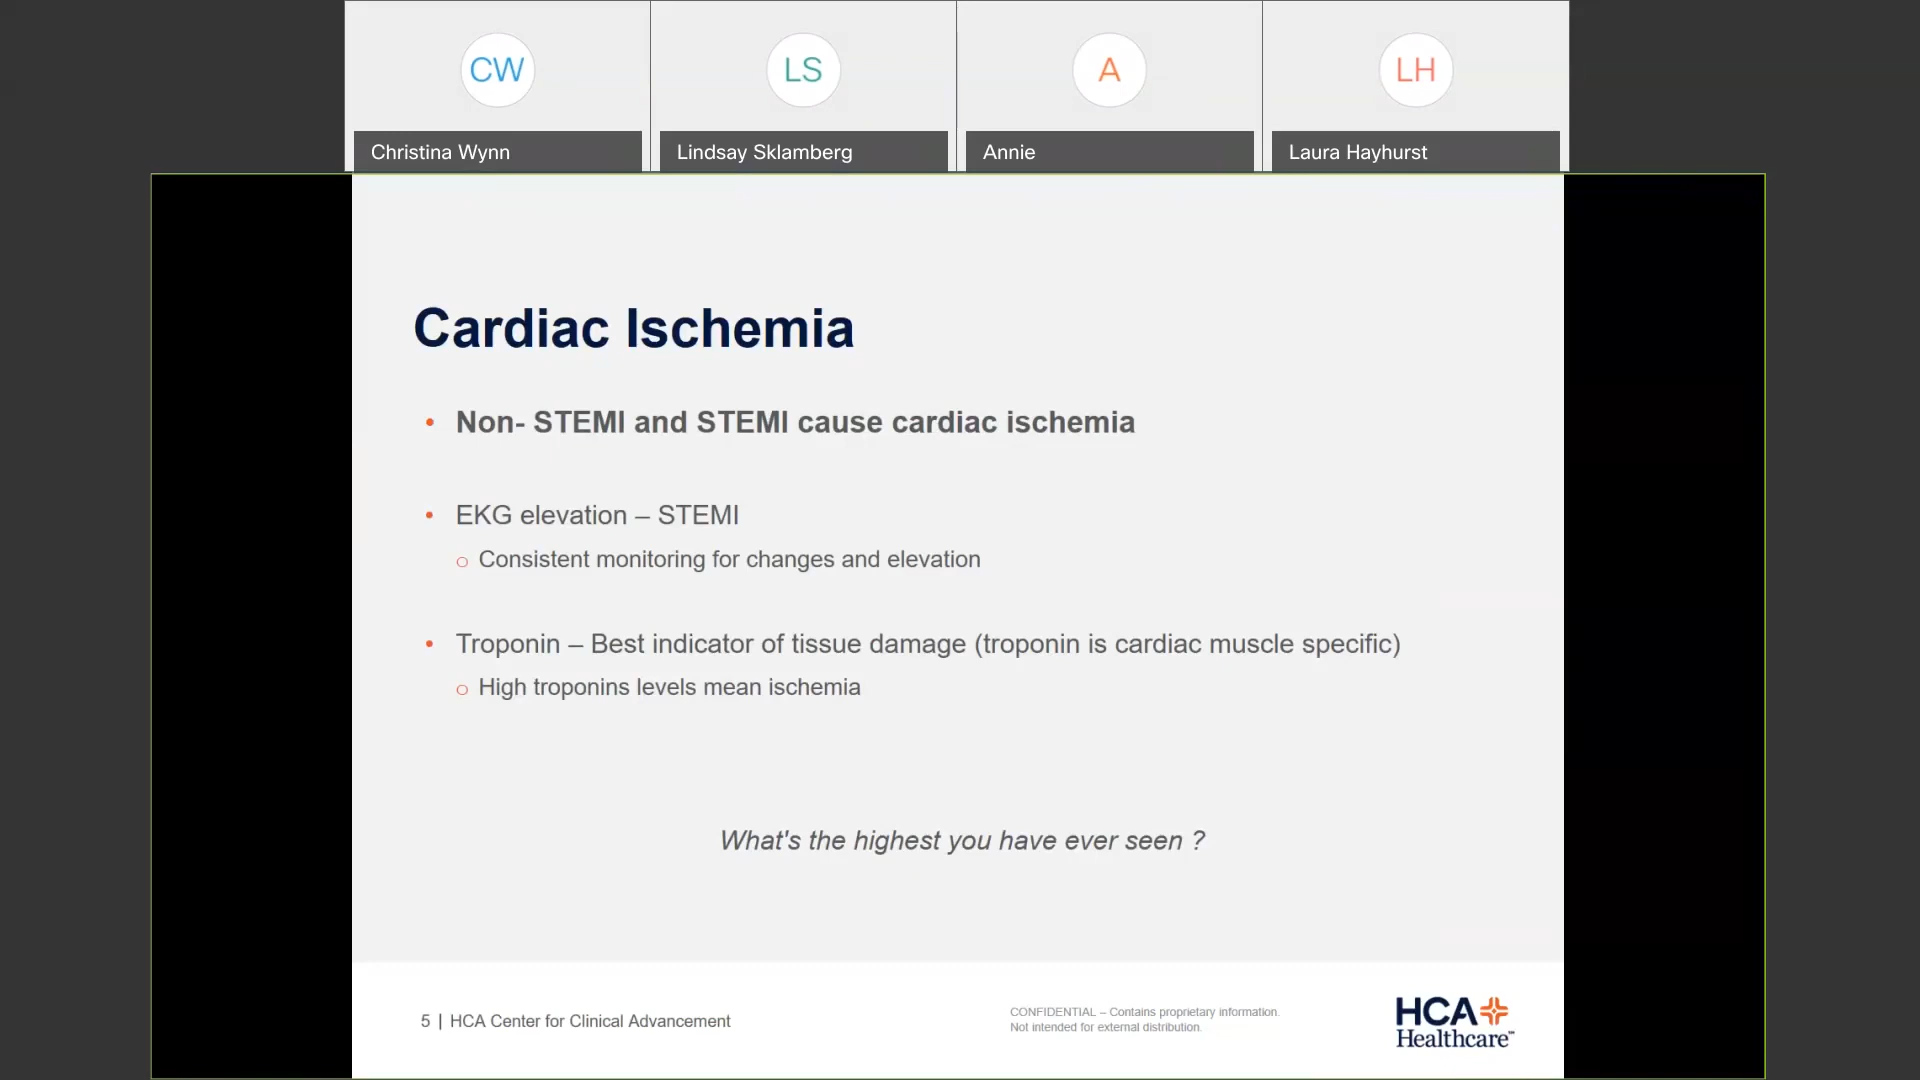 CW
LS
A
LH
Christina Wynn
Lindsay Sklamberg
Annie
Laura Hayhurst
Cardiac Ischemia
• Non- STEMI and STEMI cause cardiac ischemia
• EKG elevation – STEMI
o Consistent monitoring for changes and elevation
• Troponin – Best indicator of tissue damage (troponin is cardiac muscle specific)
o High troponins levels mean ischemia
What's the highest you have ever seen ?
5 | HCA Center for Clinical Advancement
CONFIDENTIAL – Contains proprietary information.
Not intended for external distribution.
HCA
Healthcare™